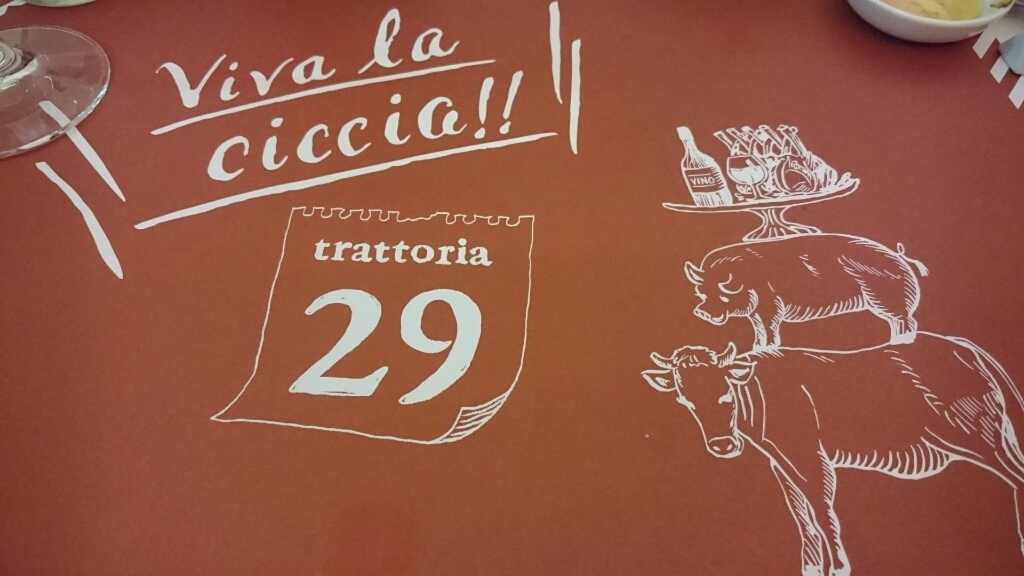 Viva la
ciccia!!
trattoria
29
VINO